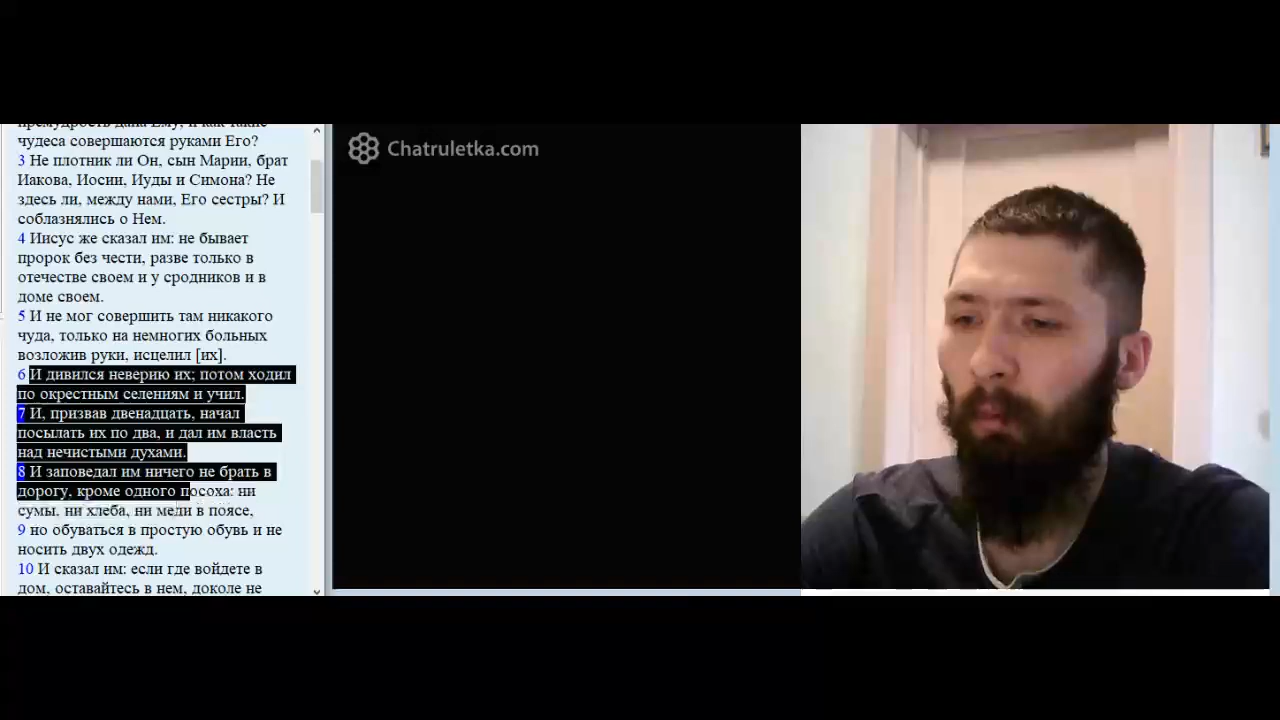 чудеса совершаются руками Его?
3 Не плотник ли Он, сын Марии, брат
Иакова, Иосии, Иуды и Симона? Не
здесь ли, между нами, Его сестры? И
соблазнялись о Нем.
4 Иисус же сказал им: не бывает
пророк без чести, разве только в
отечестве своем и у сродников и в
доме своем.
5 И не мог совершить там никакого
чуда, только на немногих больных
возложив руки, исцелил [их].
6 И дивился неверию их; потом ходил
по окрестным селениям и учил.
7 И, призвав двенадцать, начал
посылать их по два, и дал им власть
над нечистыми духами.
8 И заповедал им ничего не брать в
дорогу, кроме одного посоха: ни
сумы, ни хлеба, ни меди в поясе,
9 но обуваться в простую обувь и не
носить двух одежд.
10 И сказал им: если где войдете в
дом, оставайтесь в нем, доколе не
Chatruletka.com